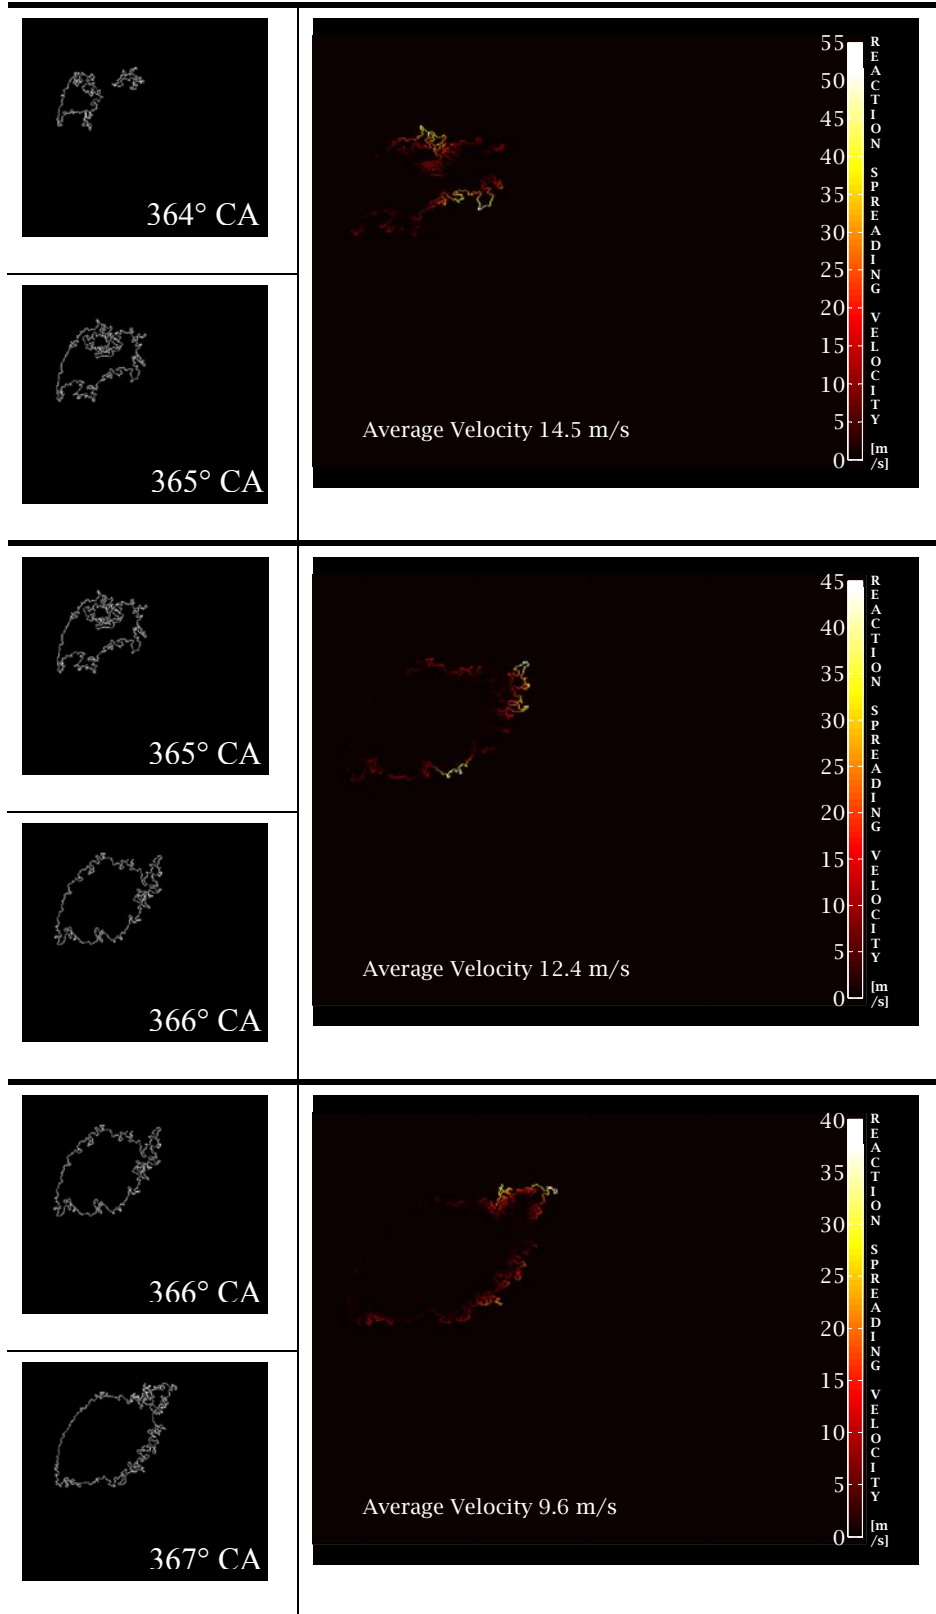 364° CA
365° CA
55
50
45
40
35
30
25
20
15
10
5
0
REACTION SPREADING VELOCITY [m/s]
Average Velocity 14.5 m/s
365° CA
366° CA
45
40
35
30
25
20
15
10
5
0
REACTION SPREADING VELOCITY [m/s]
Average Velocity 12.4 m/s
366° CA
367° CA
40
35
30
25
20
15
10
5
0
REACTION SPREADING VELOCITY [m/s]
Average Velocity 9.6 m/s